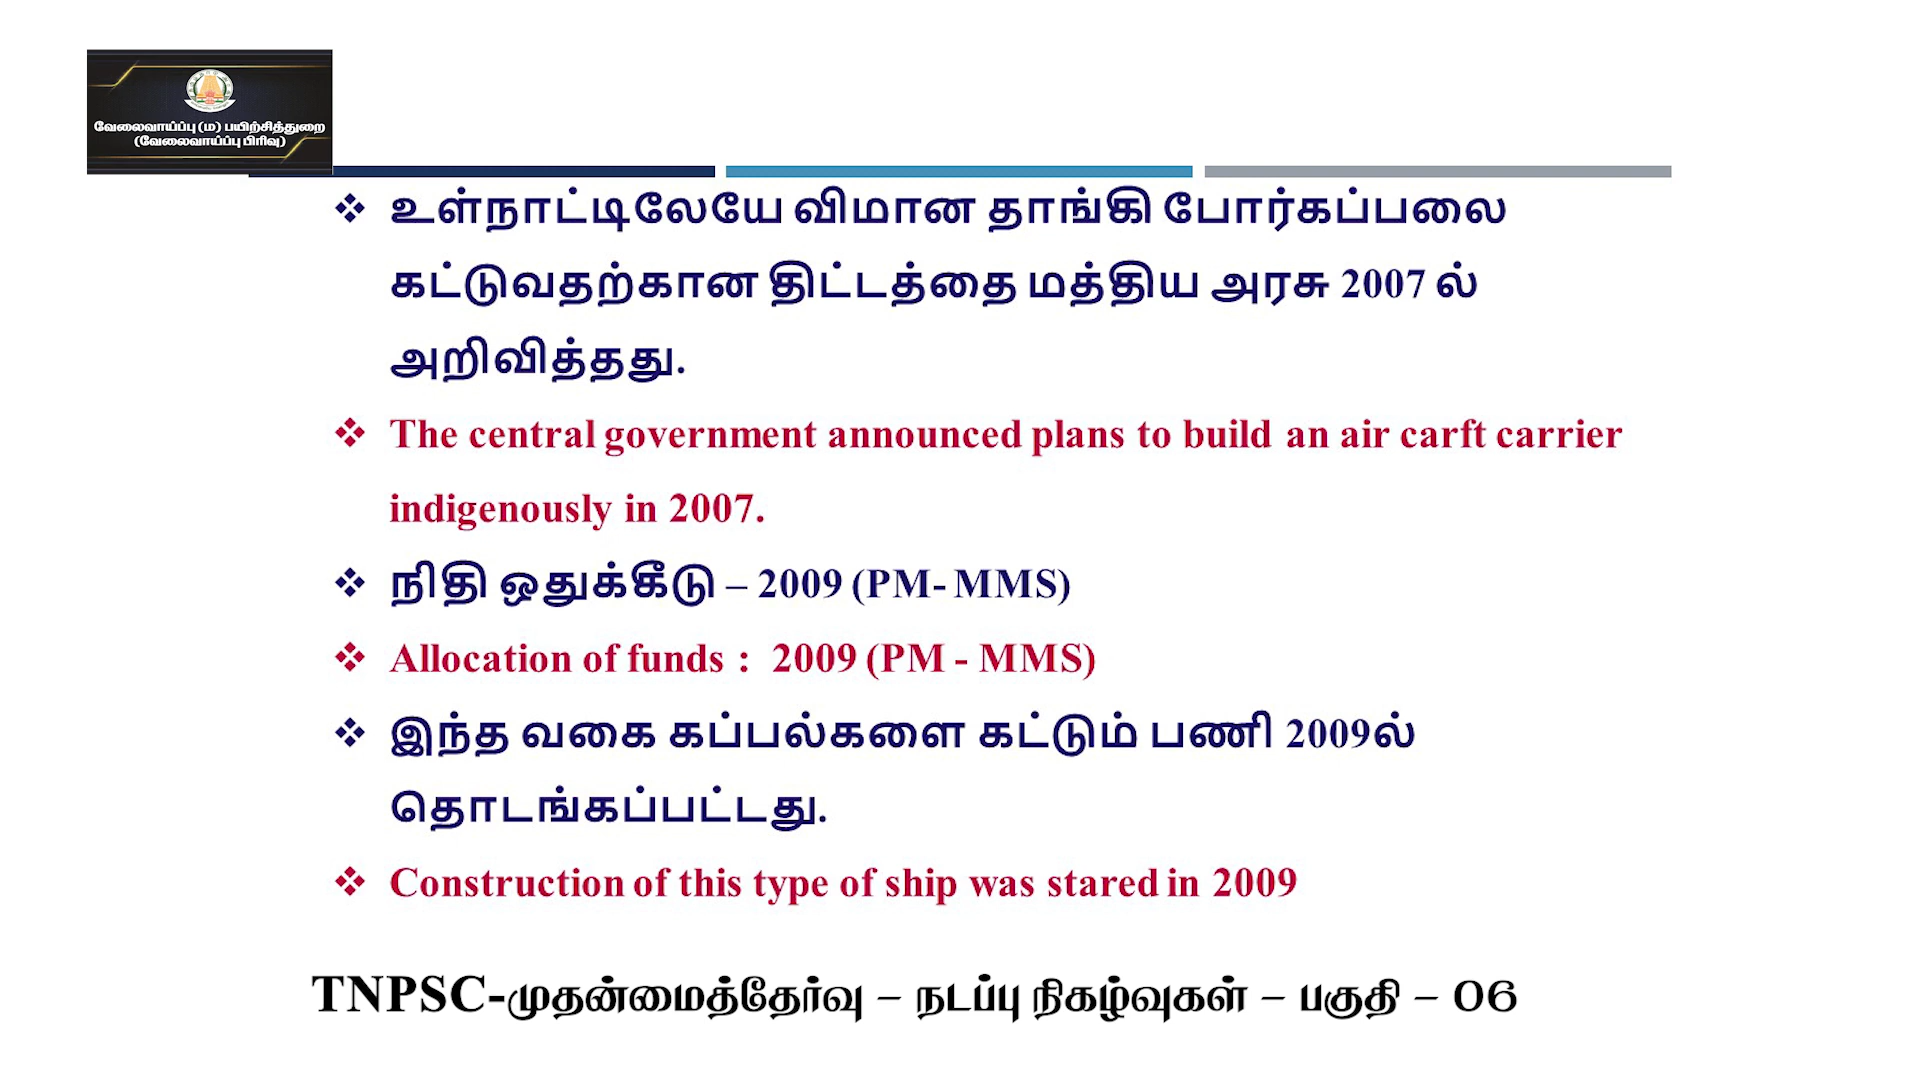 வேலைவாய்ப்பு (ம) பயிற்சித்துறை
(வேலைவாய்ப்பு பிரிவு)
❖ உள்நாட்டிலேயே விமான தாங்கி போர்கப்பலை
கட்டுவதற்கான திட்டத்தை மத்திய அரசு 2007 ல்
அறிவித்தது.
❖ The central government announced plans to build an air carft carrier
indigenously in 2007.
❖ நிதி ஒதுக்கீடு – 2009 (PM- MMS)
❖ Allocation of funds : 2009 (PM - MMS)
❖ இந்த வகை கப்பல்களை கட்டும் பணி 2009ல்
தொடங்கப்பட்டது.
❖ Construction of this type of ship was stared in 2009
TNPSC-முதன்மைத்தேர்வு – நடப்பு நிகழ்வுகள் – பகுதி – 06